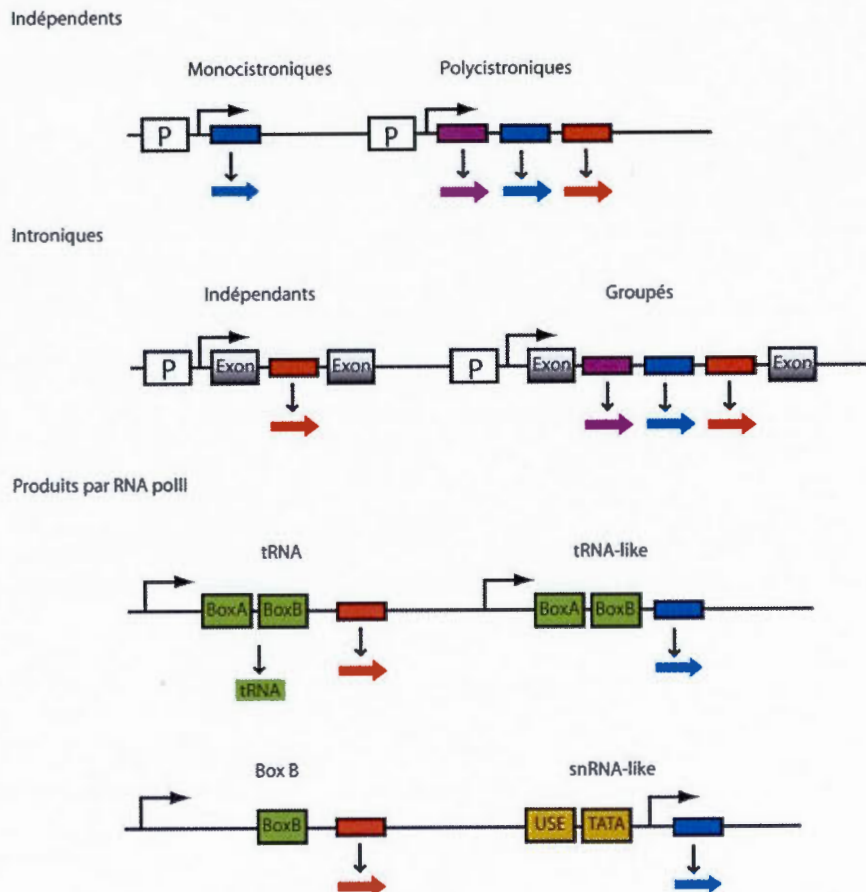 Indépendents
Monocistroniques Polycistroniques
P P
Introniques
Indépendants Groupés
P Exon Exon P Exon Exon
Produits par RNA polII
tRNA tRNA-like
BoxA BoxB BoxA BoxB
tRNA
Box B snRNA-like
BoxB USE TATA